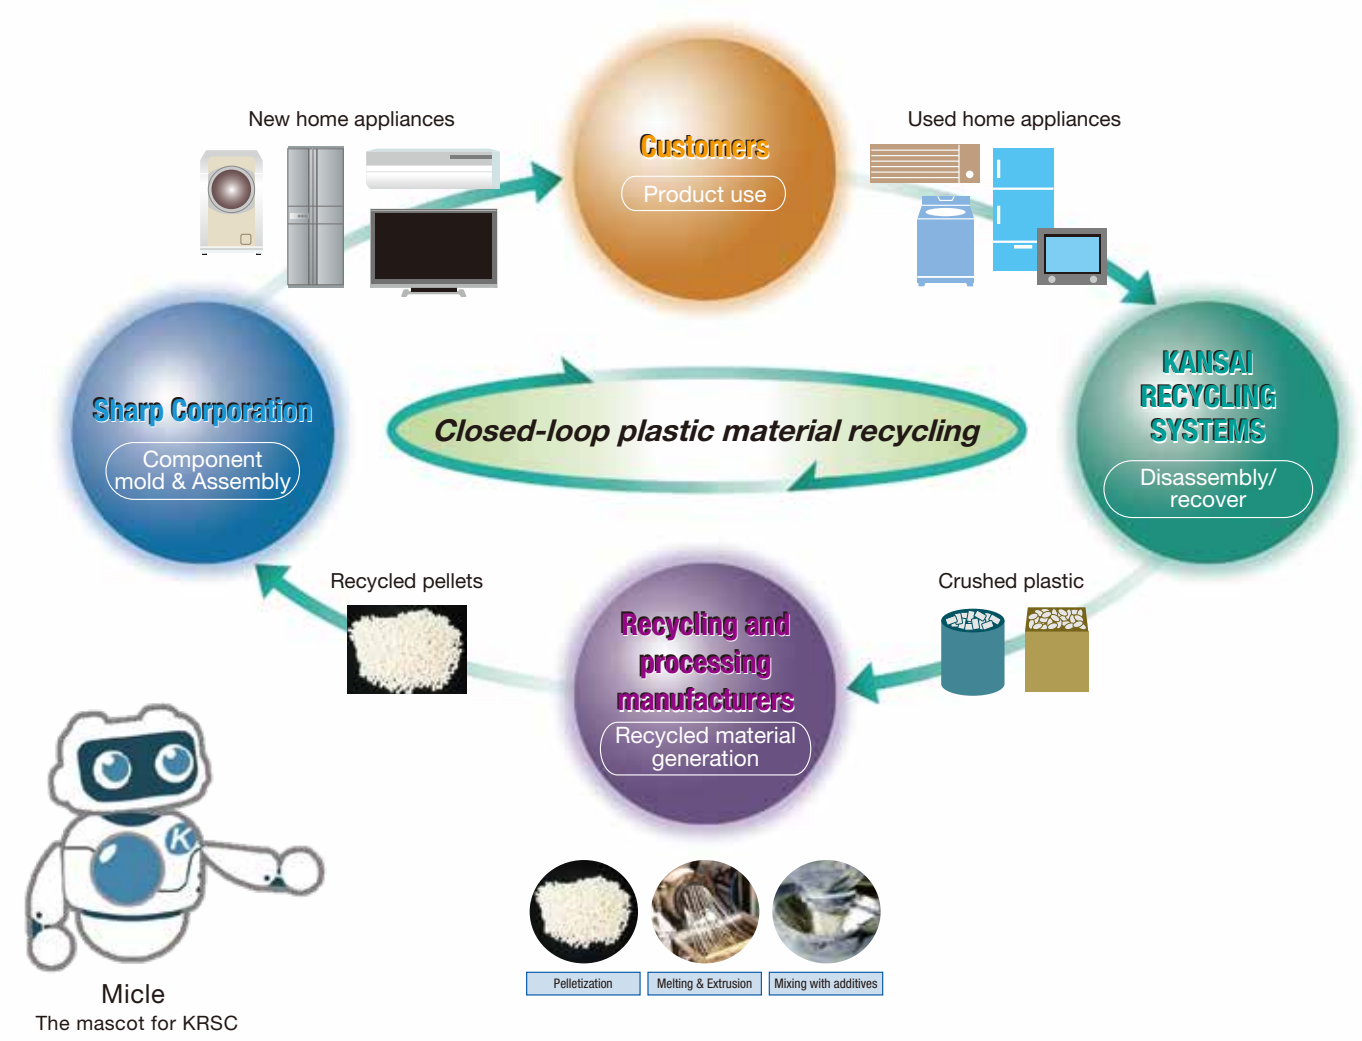 New home appliances
Customers
Product use
Used home appliances
Sharp Corporation
Component
mold & Assembly
Closed-loop plastic material recycling
KANSAI
RECYCLING
SYSTEMS
Disassembly/
recover
Recycled pellets
Crushed plastic
Recycling and
processing
manufacturers
Recycled material
generation
K
Pelletization
Melting & Extrusion
Mixing with additives
Micle
The mascot for KRSC